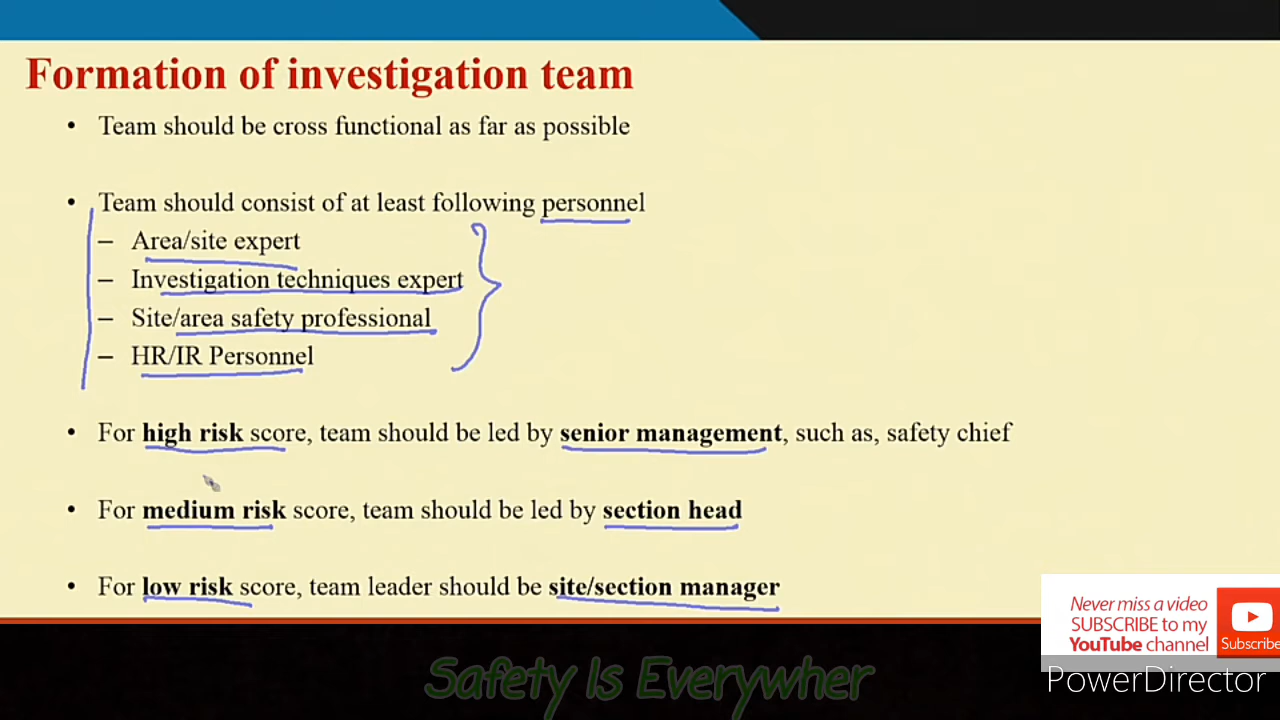 Formation of investigation team
• Team should be cross functional as far as possible
• Team should consist of at least following personnel
– Area/site expert
– Investigation techniques expert
– Site/area safety professional
– HR/IR Personnel
• For high risk score, team should be led by senior management, such as, safety chief
• For medium risk score, team should be led by section head
• For low risk score, team leader should be site/section manager
Never miss a video
SUBSCRIBE to my
YouTube channel
Subscribe
PowerDirector
Safety Is Everywher